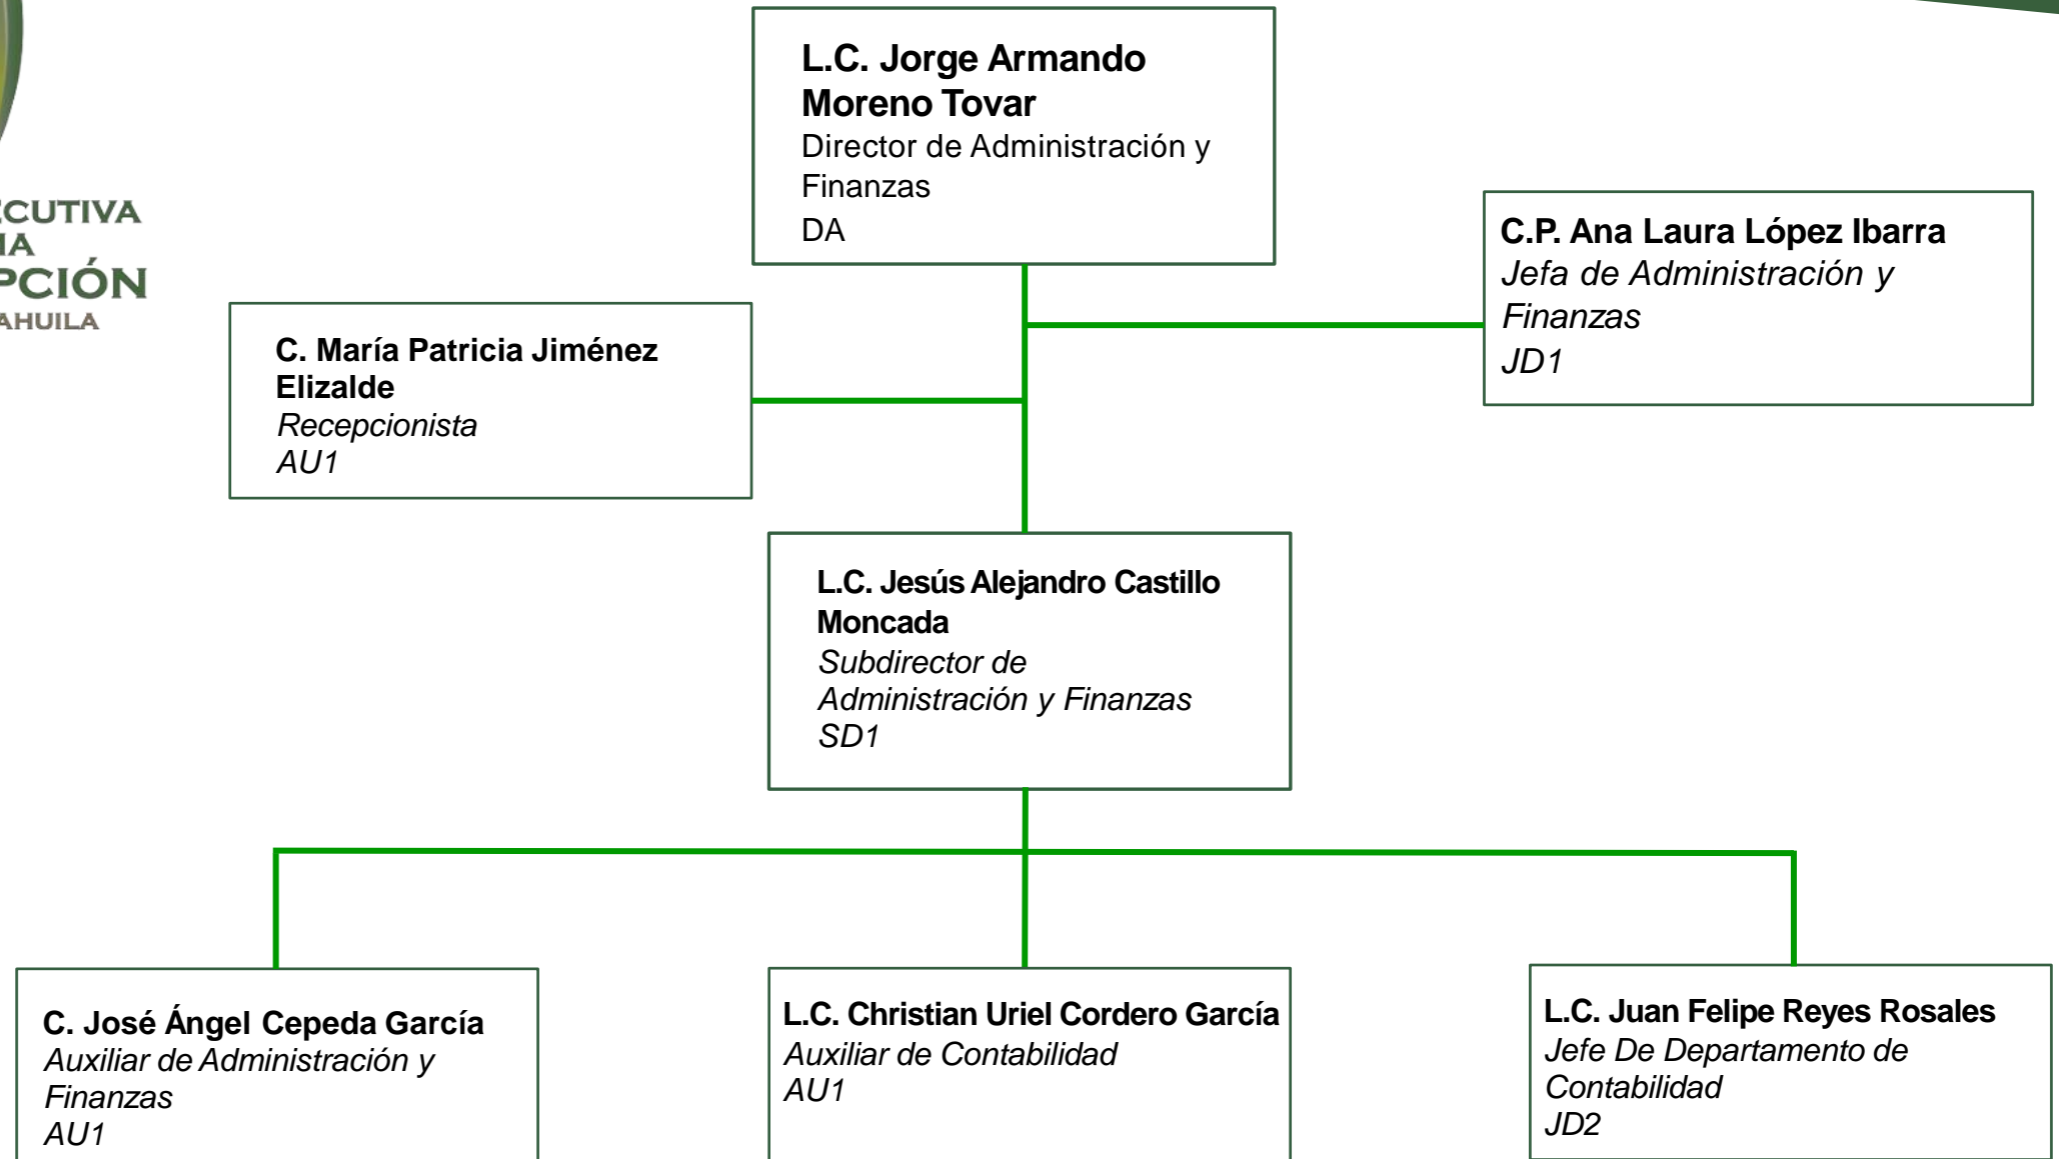 L.C. Jorge Armando
Moreno Tovar
Director de Administración y
Finanzas
DA
C.P. Ana Laura López Ibarra
Jefa de Administración y
Finanzas
JD1
AHUILA
C. María Patricia Jiménez
Elizalde
Recepcionista
AU1
L.C. Jesús Alejandro Castillo
Moncada
Subdirector de
Administración y Finanzas
SD1
C. José Ángel Cepeda García
Auxiliar de Administración y
Finanzas
AU1
L.C. Christian Uriel Cordero García
Auxiliar de Contabilidad
AU1
L.C. Juan Felipe Reyes Rosales
Jefe De Departamento de
Contabilidad
JD2